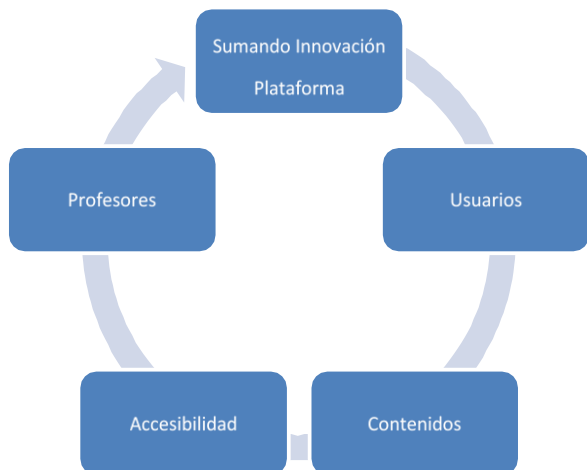 Sumando Innovación
Plataforma
Profesores
Usuarios
Accesibilidad
Contenidos